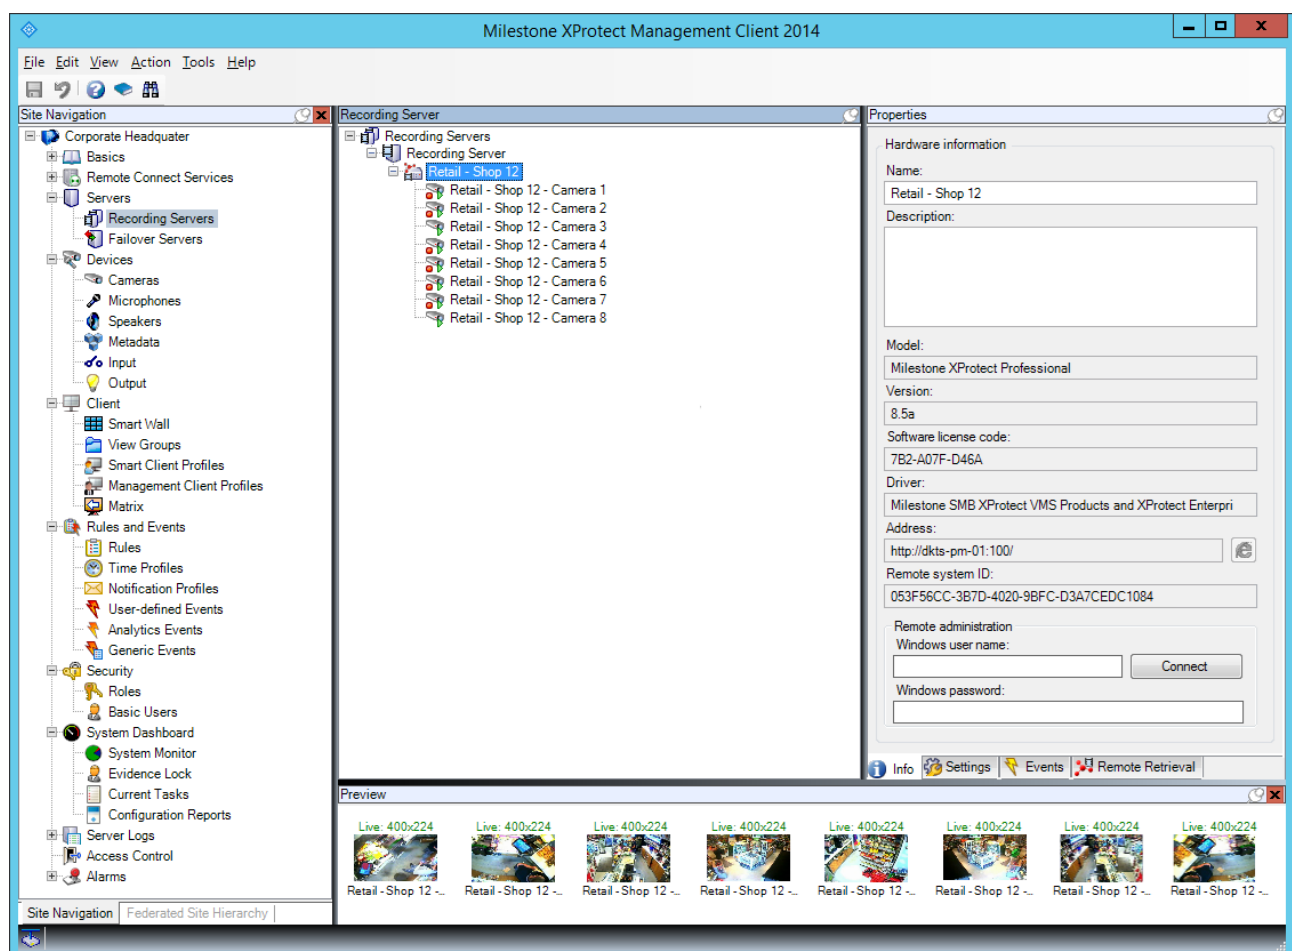 Milestone XProtect Management Client 2014
File Edit View Action Tools Help
Site Navigation
Corporate Headquater
Basics
Remote Connect Services
Servers
Recording Servers
Failover Servers
Devices
Cameras
Microphones
Speakers
Metadata
Input
Output
Client
Smart Wall
View Groups
Smart Client Profiles
Management Client Profiles
Matrix
Rules and Events
Rules
Time Profiles
Notification Profiles
User-defined Events
Analytics Events
Generic Events
Security
Roles
Basic Users
System Dashboard
System Monitor
Evidence Lock
Current Tasks
Configuration Reports
Server Logs
Access Control
Alarms
Site Navigation
Federated Site Hierarchy
Recording Server
Recording Servers
Recording Server
Retail - Shop 12
Retail - Shop 12 - Camera 1
Retail - Shop 12 - Camera 2
Retail - Shop 12 - Camera 3
Retail - Shop 12 - Camera 4
Retail - Shop 12 - Camera 5
Retail - Shop 12 - Camera 6
Retail - Shop 12 - Camera 7
Retail - Shop 12 - Camera 8
Properties
Hardware information
Name:
Retail - Shop 12
Description:
Model:
Milestone XProtect Professional
Version:
8.5a
Software license code:
7B2-A07F-D46A
Driver:
Milestone SMB XProtect VMS Products and XProtect Enterpri
Address:
http://dkts-pm-01:100/
Remote system ID:
053F56CC-3B7D-4020-9BFC-D3A7CEDC1084
Remote administration
Windows user name:
Connect
Windows password:
Info Settings Events Remote Retrieval
Preview
Live: 400x224 Live: 400x224 Live: 400x224 Live: 400x224 Live: 400x224 Live: 400x224 Live: 400x224 Live: 400x224
Retail - Shop 12 -... Retail - Shop 12 -... Retail - Shop 12 -... Retail - Shop 12 -... Retail - Shop 12 -... Retail - Shop 12 -... Retail - Shop 12 -... Retail - Shop 12 -...